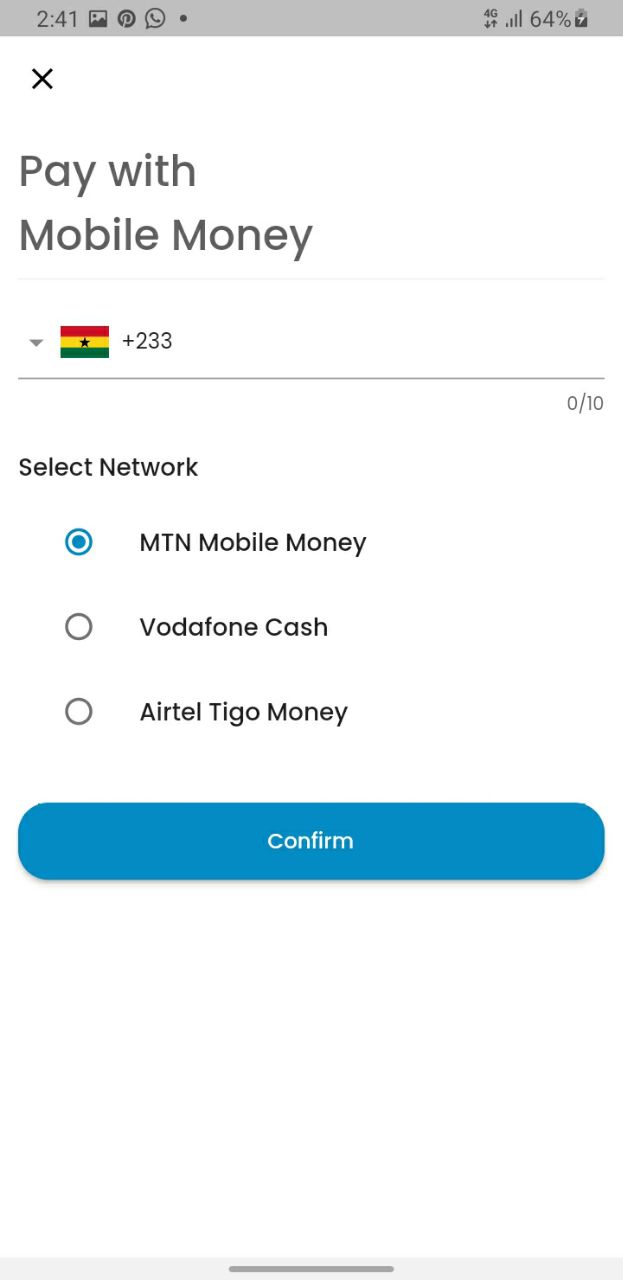 2:41 4G 64%
Pay with
Mobile Money
+233
0/10
Select Network
MTN Mobile Money
Vodafone Cash
Airtel Tigo Money
Confirm